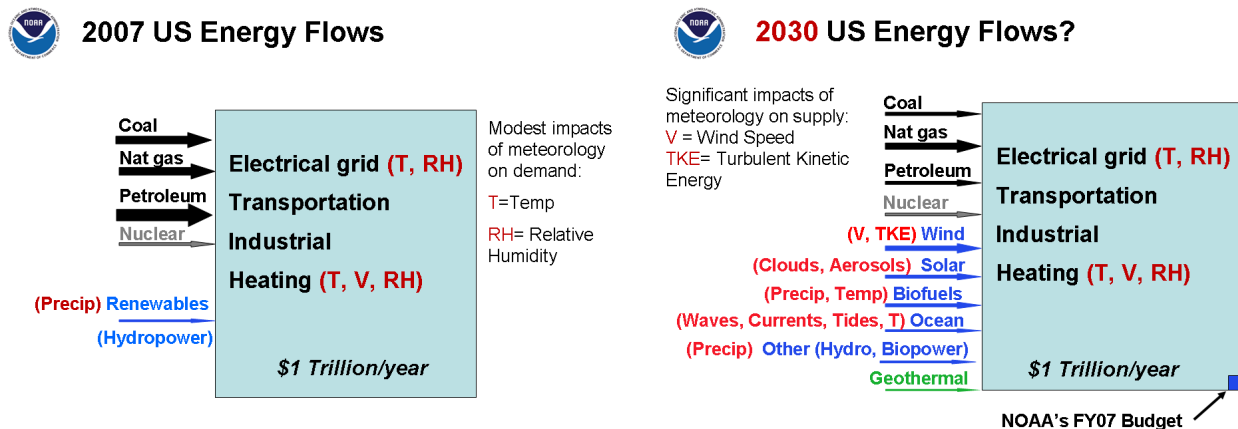 NOAA
2007 US Energy Flows
Coal
Nat gas
Petroleum
Nuclear
(Precip) Renewables
(Hydropower)
Electrical grid (T, RH)
Transportation
Industrial
Heating (T, V, RH)
$1 Trillion/year
Modest impacts
of meteorology
on demand:
T=Temp
RH= Relative
Humidity
NOAA
2030 US Energy Flows?
Significant impacts of
meteorology on supply:
V = Wind Speed
TKE= Turbulent Kinetic
Energy
Coal
Nat gas
Petroleum
Nuclear
(V, TKE) Wind
(Clouds, Aerosols) Solar
(Precip, Temp) Biofuels
(Waves, Currents, Tides, T) Ocean
(Precip) Other (Hydro, Biopower)
Geothermal
Electrical grid (T, RH)
Transportation
Industrial
Heating (T, V, RH)
$1 Trillion/year
NOAA's FY07 Budget